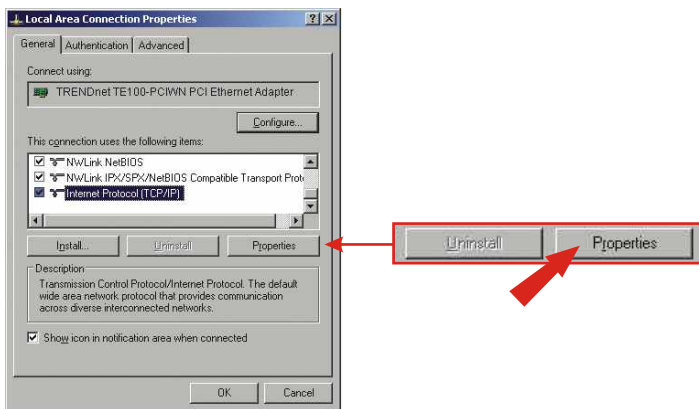 Local Area Connection Properties
General Authentication Advanced
Connect using:
TRENDnet TE100-PCIWN PCI Ethernet Adapter
Configure...
This connection uses the following items:
NWLink NetBIOS
NWLink IPX/SPX/NetBIOS Compatible Transport Prot
Internet Protocol (TCP/IP)
Install... Uninstall Properties
Uninstall Properties
Description
Transmission Control Protocol/Internet Protocol. The default
wide area network protocol that provides communication
across diverse interconnected networks.
Show icon in notification area when connected
OK Cancel